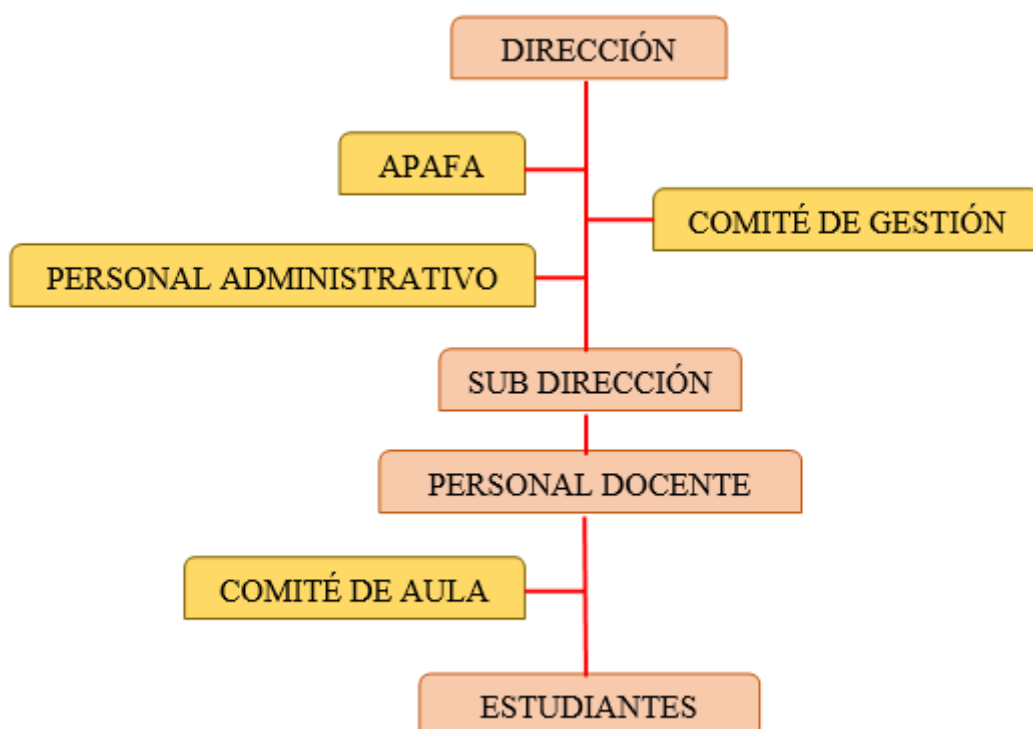 DIRECCIÓN
APAFA
COMITÉ DE GESTIÓN
PERSONAL ADMINISTRATIVO
SUB DIRECCIÓN
PERSONAL DOCENTE
COMITÉ DE AULA
ESTUDIANTES